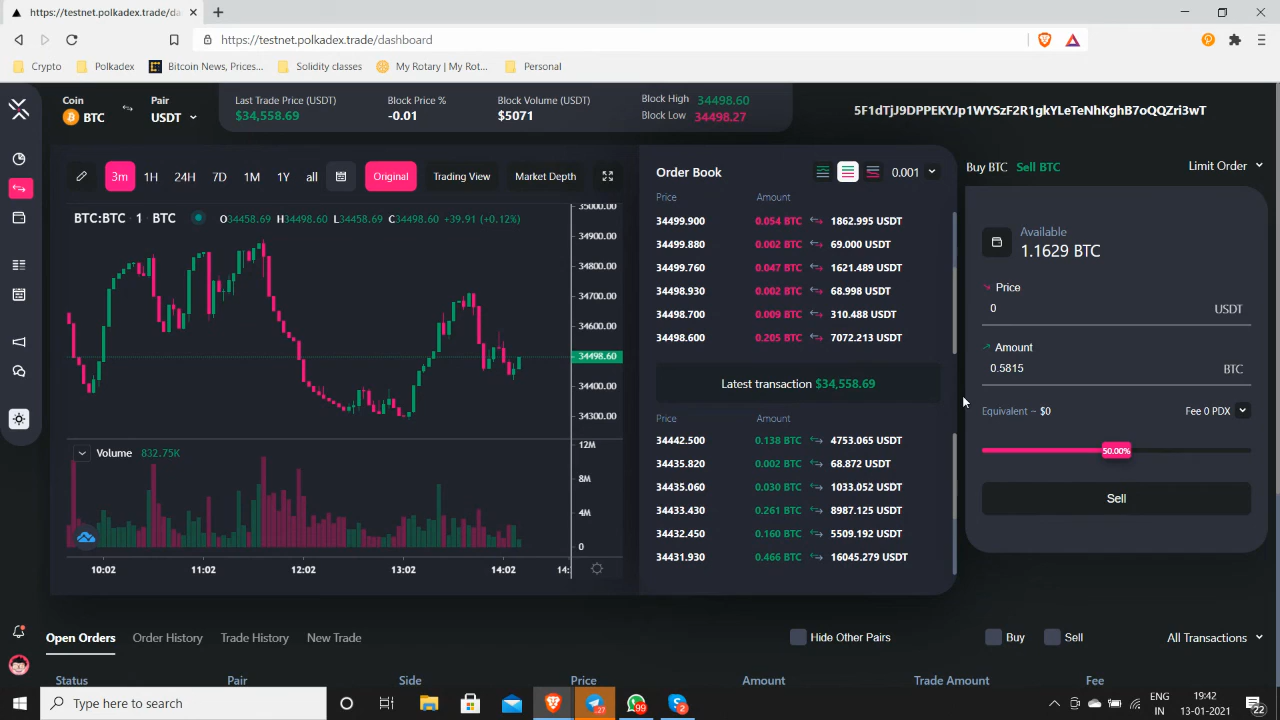 https://testnet.polkadex.trade/da:
https://testnet.polkadex.trade/dashboard
Crypto Polkadex Bitcoin News, Prices... Solidity classes My Rotary | My Rot... Personal
Coin Pair
BTC USDT
Last Trade Price (USDT) Block Price % Block Volume (USDT) Block High 34498.60
$34,558.69 -0.01 $5071 Block Low 34498.27
5F1dTjJ9DPPEKYJp1WYSzF2R1gkYLeTeNhKghB7oQQZri3wT
3m 1H 24H 7D 1M 1Y all Original Trading View Market Depth
BTC:BTC · 1 · BTC O34458.69 H34498.60 L34458.69 C34498.60 +39.91 (+0.12%)
35000.00
34900.00
34800.00
34700.00
34600.00
34498.60
34400.00
34300.00
Volume 832.75K
12M
8M
4M
0
10:02 11:02 12:02 13:02 14:02 14:
Order Book 0.001
Price Amount
34499.900 0.054 BTC 1862.995 USDT
34499.880 0.002 BTC 69.000 USDT
34499.760 0.047 BTC 1621.489 USDT
34498.930 0.002 BTC 68.998 USDT
34498.700 0.009 BTC 310.488 USDT
34498.600 0.205 BTC 7072.213 USDT
Latest transaction $34,558.69
Price Amount
34442.500 0.138 BTC 4753.065 USDT
34435.820 0.002 BTC 68.872 USDT
34435.060 0.030 BTC 1033.052 USDT
34433.430 0.261 BTC 8987.125 USDT
34432.450 0.160 BTC 5509.192 USDT
34431.930 0.466 BTC 16045.279 USDT
Buy BTC Sell BTC Limit Order
Available
1.1629 BTC
Price
0 USDT
Amount
0.5815 BTC
Equivalent ~ $0 Fee 0 PDX
50.00%
Sell
Open Orders Order History Trade History New Trade Hide Other Pairs Buy Sell All Transactions
Status Pair Side Price Amount Trade Amount Fee
Type here to search
27
99
2
ENG
IN
19:42
13-01-2021
22